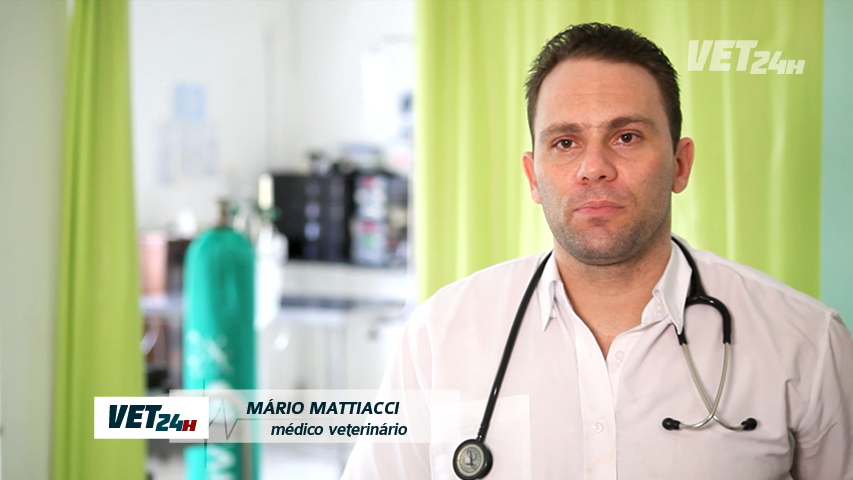 VET24H
VET24H
MÁRIO MATTIACCI
médico veterinário